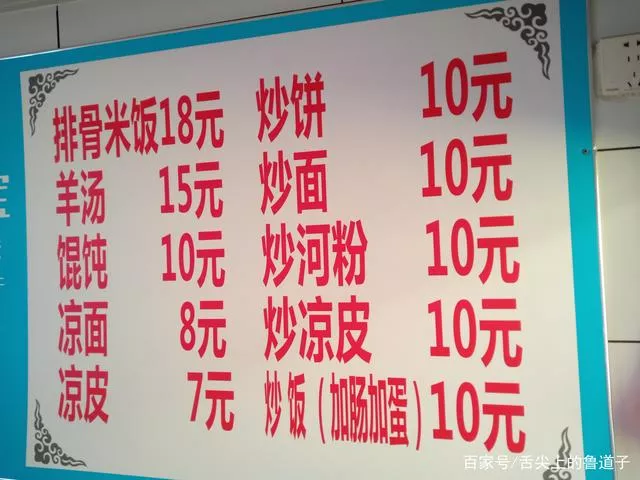 排骨米饭18元
羊汤 15元
馄饨 10元
凉面 8元
凉皮 7元
炒饼 10元
炒面 10元
炒河粉 10元
炒凉皮 10元
炒饭（加肠加蛋）10元
百家号/舌尖上的鲁道子